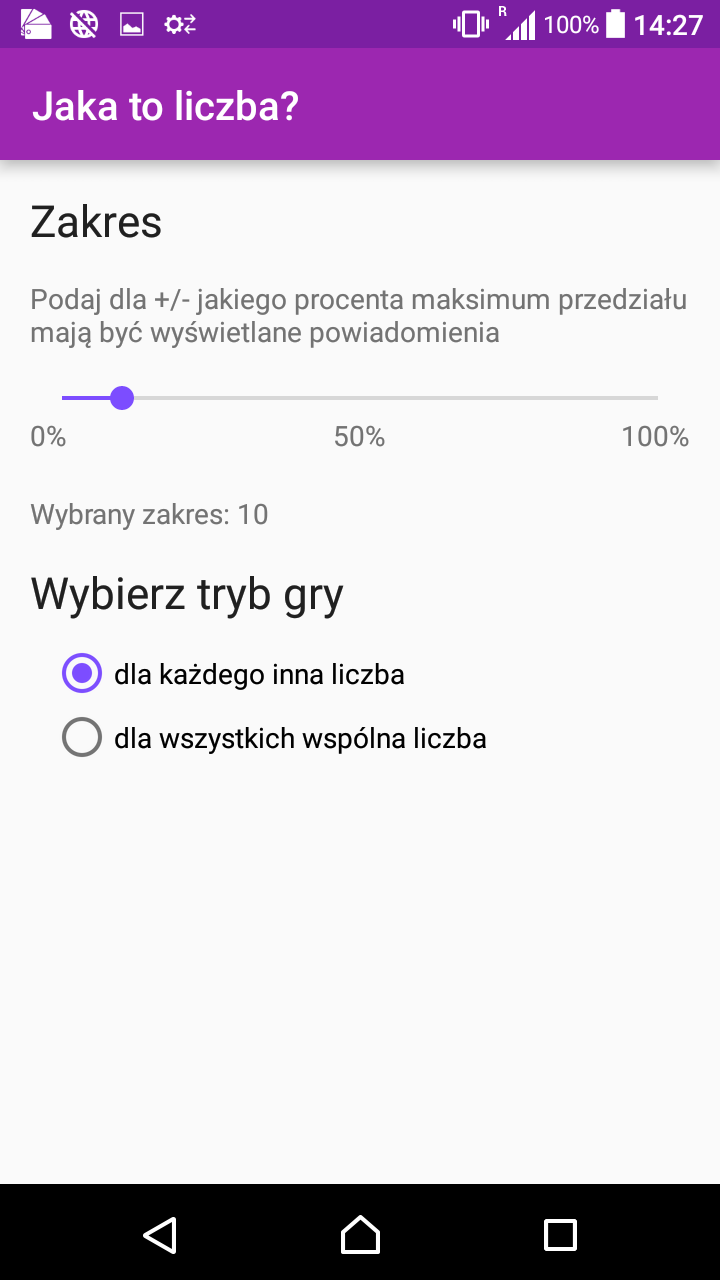 R 100% 14:27
Jaka to liczba?
Zakres
Podaj dla +/- jakiego procenta maksimum przedziału
mają być wyświetlane powiadomienia
0% 50% 100%
Wybrany zakres: 10
Wybierz tryb gry
dla każdego inna liczba
dla wszystkich wspólna liczba